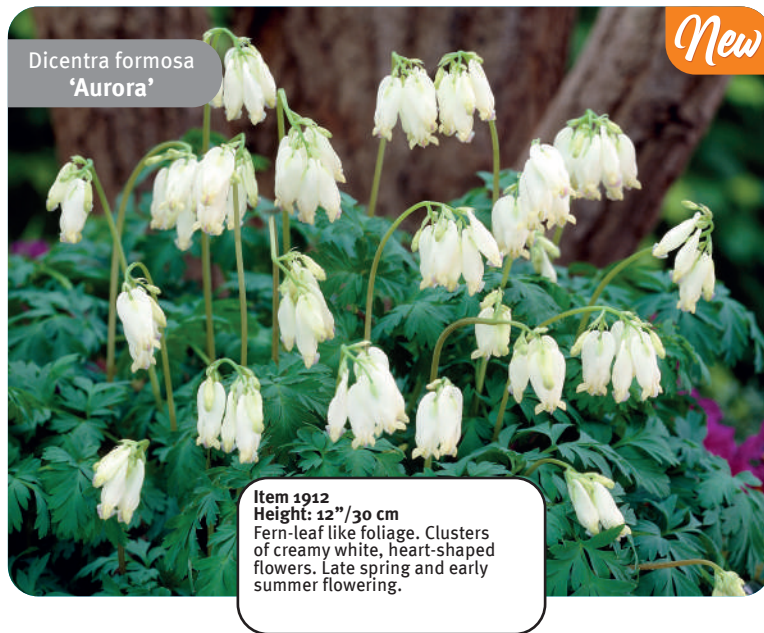 Dicentra formosa
‘Aurora’
New
Item 1912
Height: 12”/30 cm
Fern-leaf like foliage. Clusters
of creamy white, heart-shaped
flowers. Late spring and early
summer flowering.